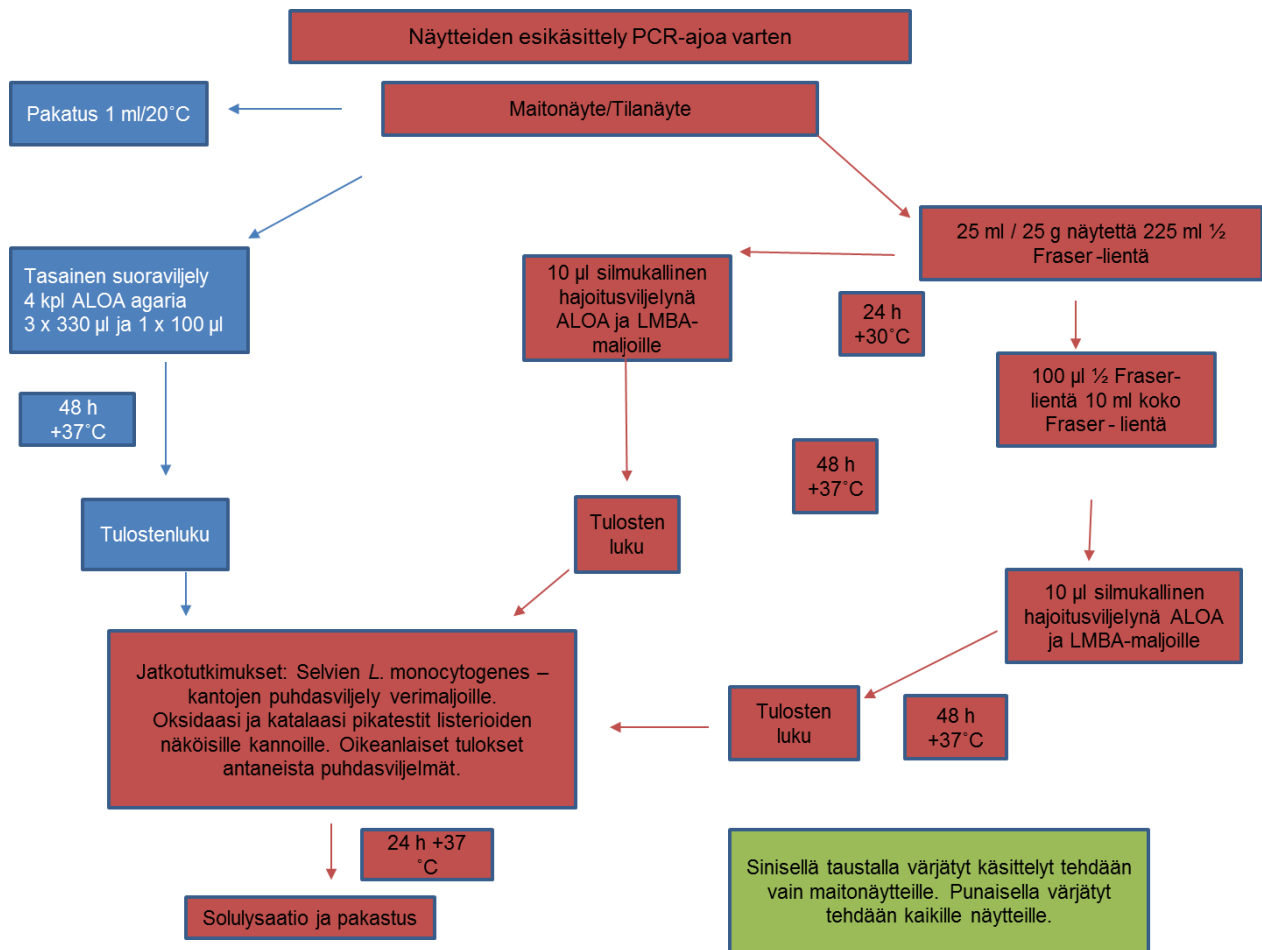 Näytteiden esikäsittely PCR-ajoa varten
Pakatus 1 ml/20˚C
Maitonäyte/Tilanäyte
25 ml / 25 g näytettä 225 ml ½
Fraser -lientä
Tasainen suoraviljely
4 kpl ALOA agaria
3 x 330 µl ja 1 x 100 µl
10 µl silmukallinen
hajoitusviljelynä
ALOA ja LMBA-
maljoille
24 h
+30˚C
100 µl ½ Fraser-
lientä 10 ml koko
Fraser - lientä
48 h
+37˚C
48 h
+37˚C
Tulostenluku
Tulosten
luku
10 µl silmukallinen
hajoitusviljelynä ALOA
ja LMBA-maljoille
Jatkotutkimukset: Selvien L. monocytogenes –
kantojen puhdasviljely verimaljoille.
Oksidaasi ja katalaasi pikatestit listerioiden
näköisille kannoille. Oikeanlaiset tulokset
antaneista puhdasviljelmät.
Tulosten
luku
48 h
+37˚C
24 h +37
˚C
Solulysaatio ja pakastus
Sinisellä taustalla värjätyt käsittelyt tehdään
vain maitonäytteille. Punaisella värjätyt
tehdään kaikille näytteille.